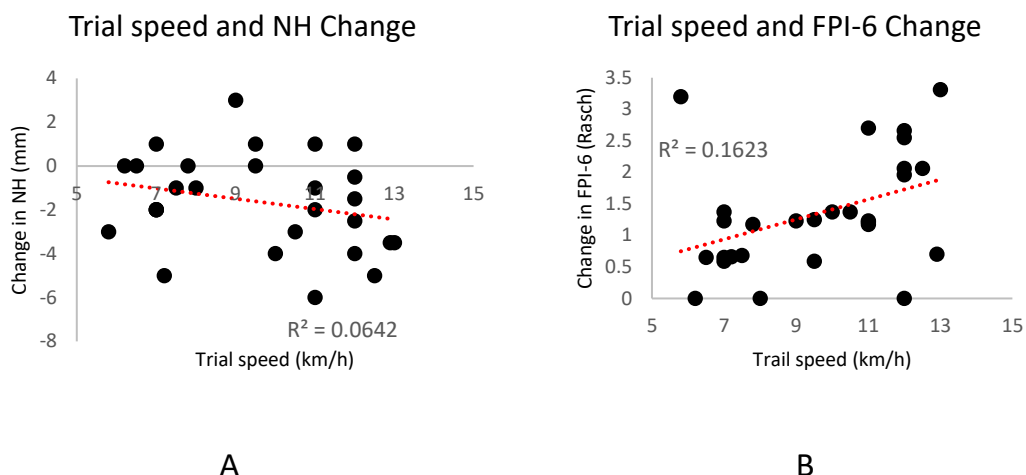 Trial speed and NH Change
4
2
0
-2
-4
-6
-8
5
7
9
11
13
15
Change in NH (mm)
R² = 0.0642
Trial speed (km/h)
A
Trial speed and FPI-6 Change
3.5
3
2.5
2
1.5
1
0.5
0
5
7
9
11
13
15
Change in FPI-6 (Rasch)
R² = 0.1623
Trail speed (km/h)
B